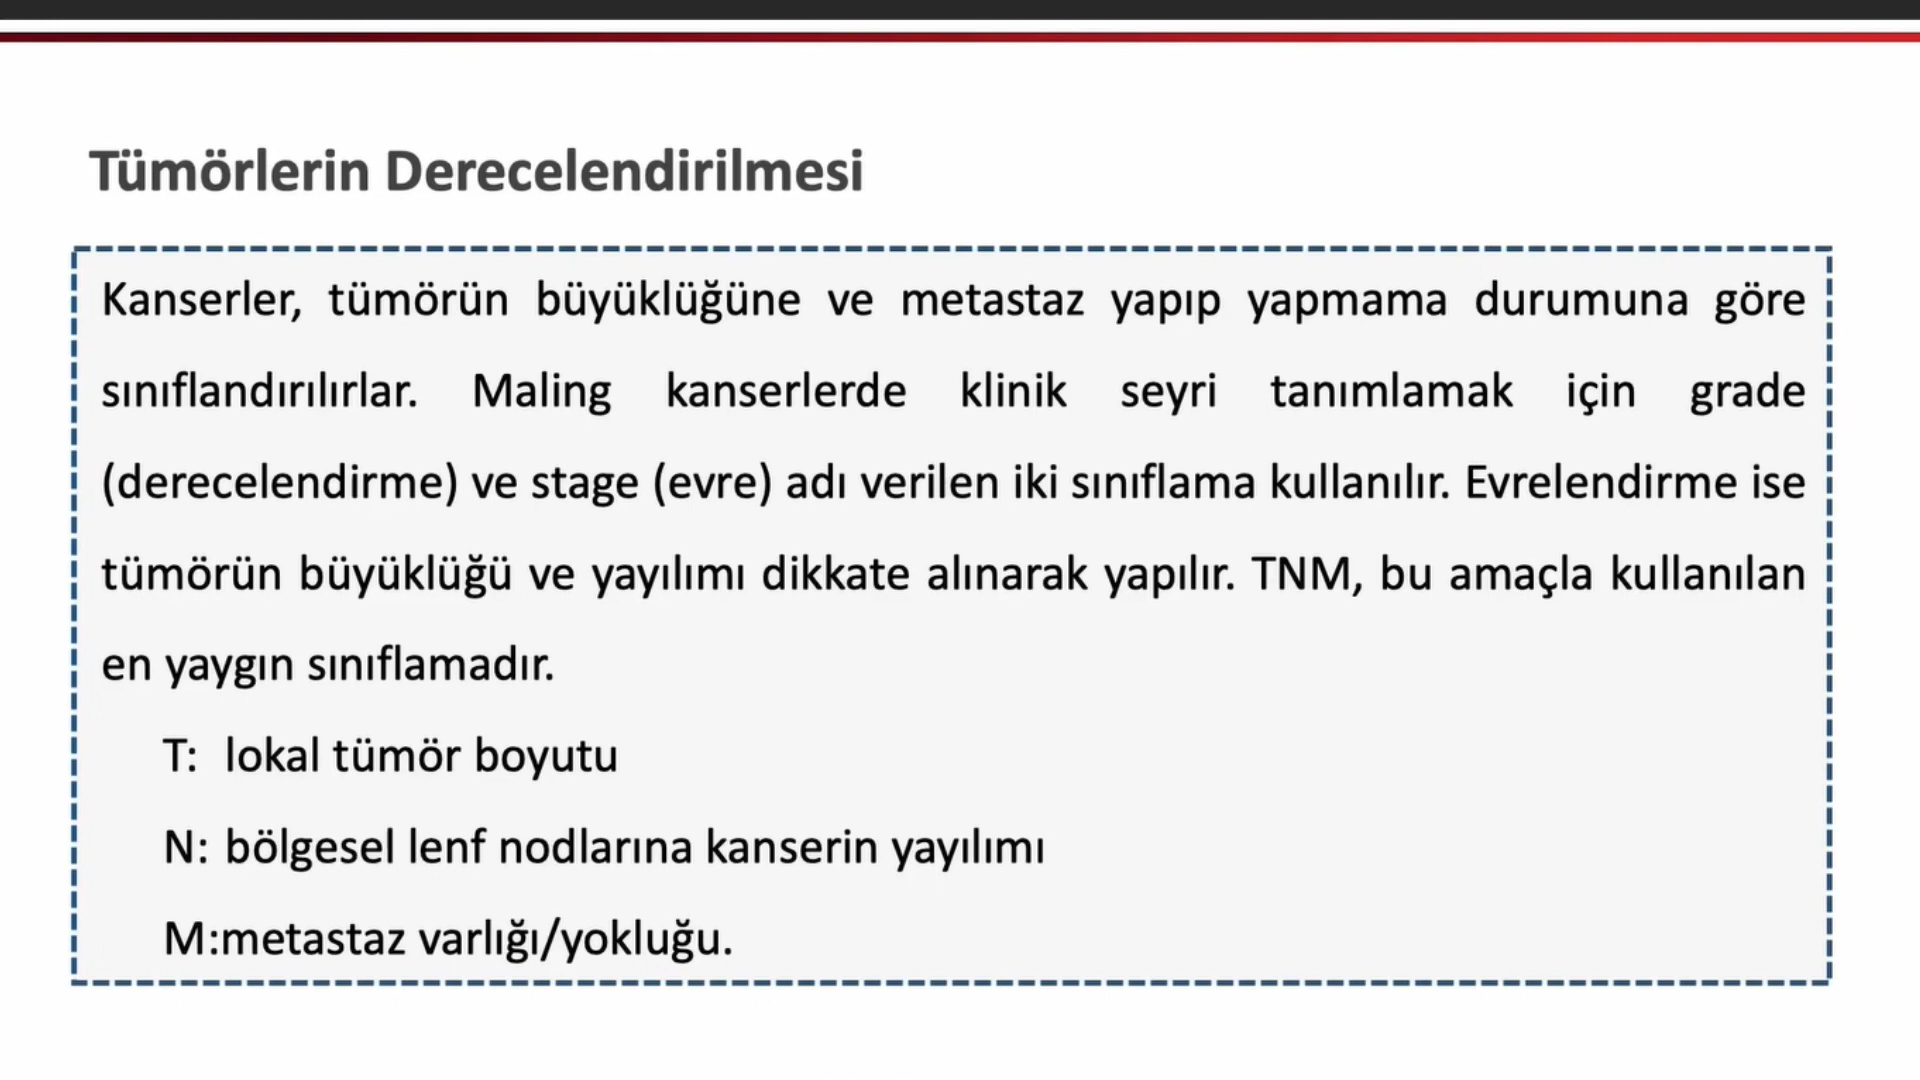 Tümörlerin Derecelendirilmesi
Kanserler, tümörün büyüklüğüne ve metastaz yapıp yapmama durumuna göre
sınıflandırılırlar. Maling kanserlerde klinik seyri tanımlamak için grade
(derecelendirme) ve stage (evre) adı verilen iki sınıflama kullanılır. Evrelendirme ise
tümörün büyüklüğü ve yayılımı dikkate alınarak yapılır. TNM, bu amaçla kullanılan
en yaygın sınıflamadır.
T: lokal tümör boyutu
N: bölgesel lenf nodlarına kanserin yayılımı
M:metastaz varlığı/yokluğu.